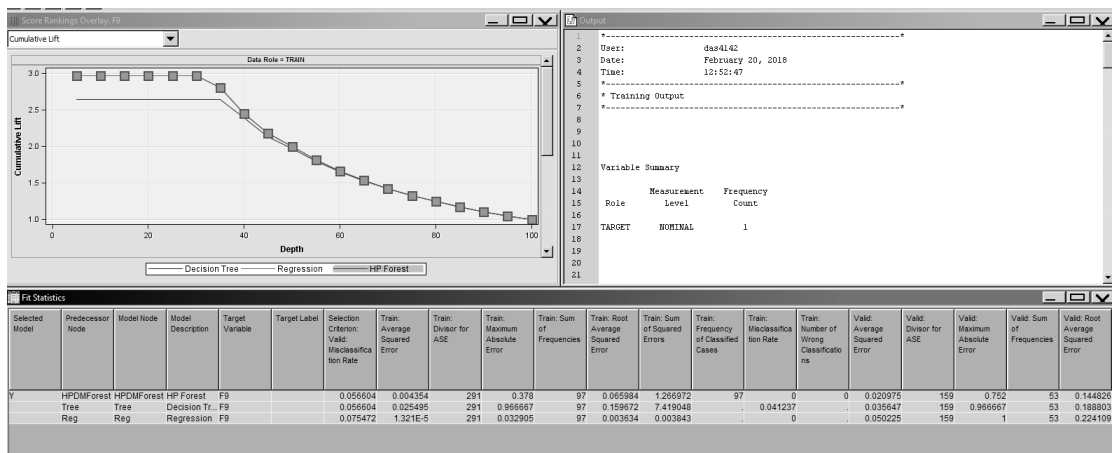 Score Rankings Overlay: F9
Cumulative Lift
Data Role = TRAIN
Cumulative Lift
3.0
2.5
2.0
1.5
1.0
0 20 40 60 80 100
Depth
Decision Tree Regression HP Forest
Output
1 *------------------------------------------------------------*
2 User: das4142
3 Date: February 20, 2018
4 Time: 12:52:47
5 *------------------------------------------------------------*
6 * Training Output
7 *------------------------------------------------------------*
8
9
10
11
12 Variable Summary
13
14 Measurement Frequency
15 Role Level Count
16
17 TARGET NOMINAL 1
18
19
20
21
Fit Statistics
Selected Model Predecessor Node Model Node Model Description Target Variable Target Label Selection Criterion: Valid: Misclassification Rate Train: Average Squared Error Train: Divisor for ASE Train: Maximum Absolute Error Train: Sum of Frequencies Train: Root Average Squared Error Train: Sum of Squared Errors Train: Frequency of Classified Cases Train: Misclassification Rate Train: Number of Wrong Classifications Valid: Average Squared Error Valid: Divisor for ASE Valid: Maximum Absolute Error Valid: Sum of Frequencies Valid: Root Average Squared Error
Y HPDMForest HPDMForest HP Forest F9 0.056604 0.004354 291 0.378 97 0.065984 1.266972 97 0 0 0.020975 159 0.752 53 0.144826
Tree Tree Decision Tr... F9 0.056604 0.025495 291 0.966667 97 0.159672 7.419048 . 0.041237 . 0.035647 159 0.966667 53 0.188803
Reg Reg Regression F9 0.075472 1.321E-5 291 0.032905 97 0.003634 0.003843 . 0 . 0.050225 159 1 53 0.224109